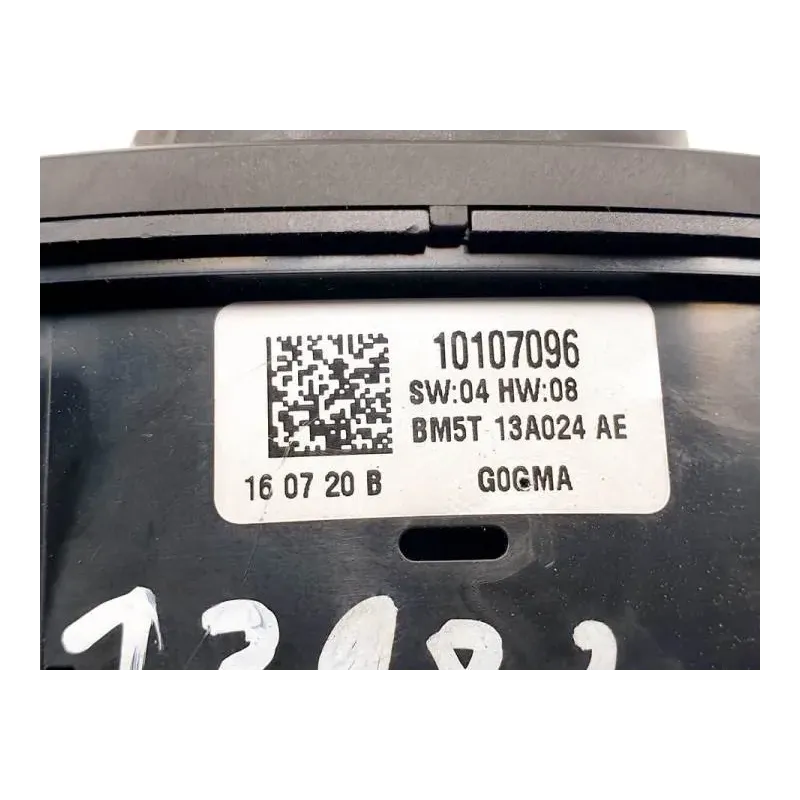 10107096
SW:04 HW:08
BM5T 13A024 AE
16 07 20 B G0GMA